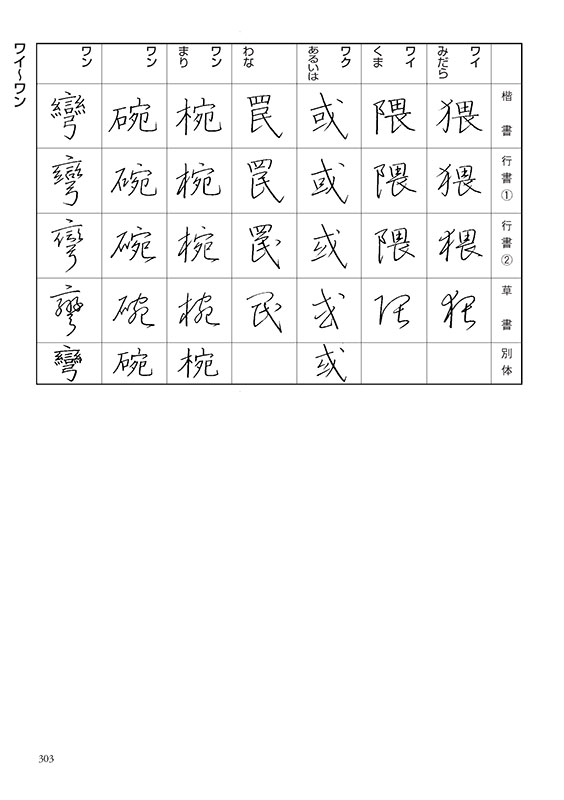 楷書
行書①
行書②
草書
別体
ワイ
みだら
猥
猥
猥
猥
ワイ
くま
隈
隈
隈
隈
ワク
あるいは
或
或
或
或
或
わな
罠
罠
罠
罠
ワン
まり
椀
椀
椀
椀
椀
ワン
碗
碗
碗
碗
碗
ワン
彎
彎
彎
彎
彎
ワイ～ワン
303